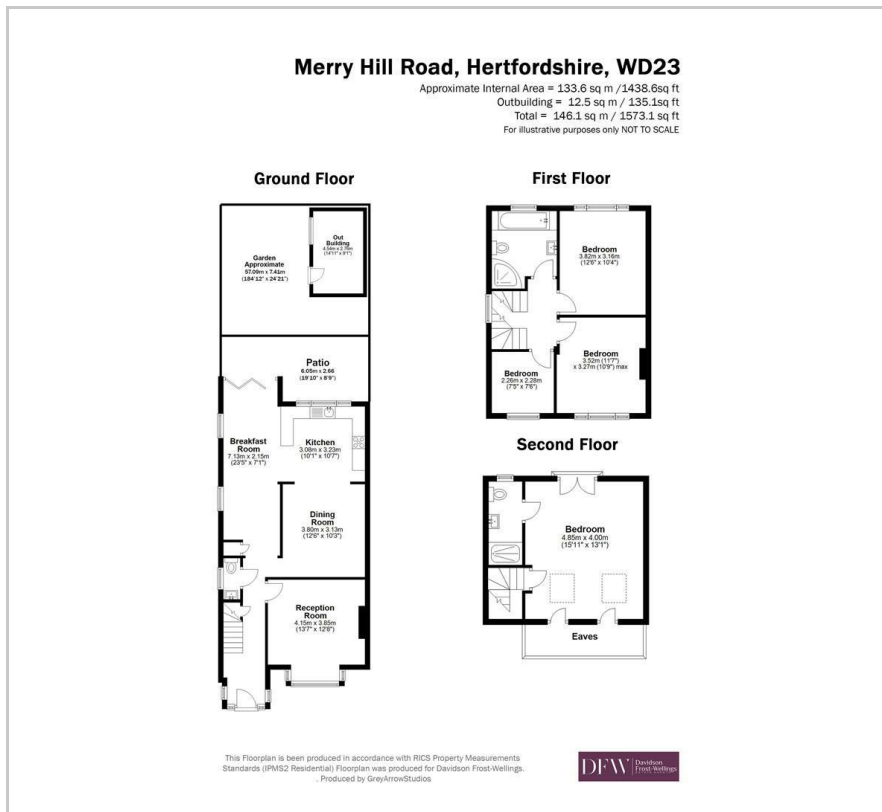 Merry Hill Road, Hertfordshire, WD23
Approximate Internal Area = 133.6 sq m /1438.6sq ft
Outbuilding = 12.5 sq m / 135.1sq ft
Total = 146.1 sq m / 1573.1 sq ft
For illustrative purposes only NOT TO SCALE
Ground Floor
Out
Building
4.54m x 2.76m
(14'11" x 9'1")
Garden
Approximate
57.09m x 7.41m
(184'12" x 24'21")
Patio
6.05m x 2.66
(19'10" x 8'9")
Breakfast
Room
7.13m x 2.15m
(23'5" x 7'1")
Kitchen
3.08m x 3.23m
(10'1" x 10'7")
Dining
Room
3.80m x 3.13m
(12'6" x 10'3")
Reception
Room
4.15m x 3.85m
(13'7" x 12'8")
First Floor
Bedroom
3.82m x 3.16m
(12'6" x 10'4")
Bedroom
3.52m (11'7")
x 3.27m (10'9") max
Bedroom
2.26m x 2.28m
(7'5" x 7'6")
Second Floor
Bedroom
4.85m x 4.00m
(15'11" x 13'1")
Eaves
This Floorplan is been produced in accordance with RICS Property Measurements
Standards (IPMS2 Residential) Floorplan was produced for Davidson Frost-Wellings.
. Produced by GreyArrowStudios
DFW
Davidson
Frost-Wellings